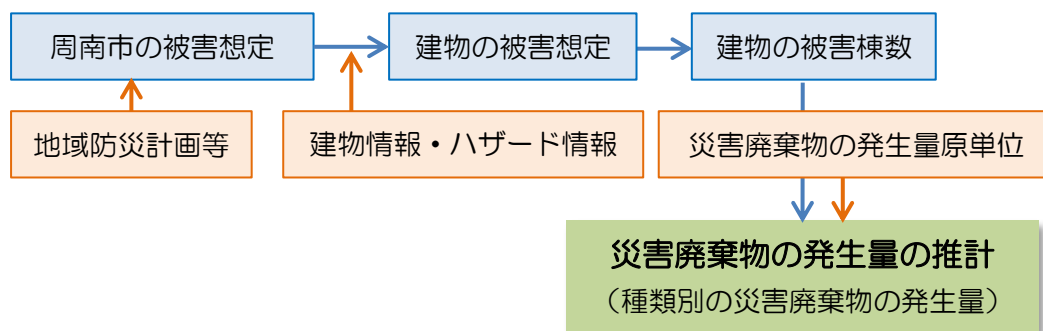 周南市の被害想定
建物の被害想定
建物の被害棟数
地域防災計画等
建物情報・ハザード情報
災害廃棄物の発生量原単位
災害廃棄物の発生量の推計
（種類別の災害廃棄物の発生量）